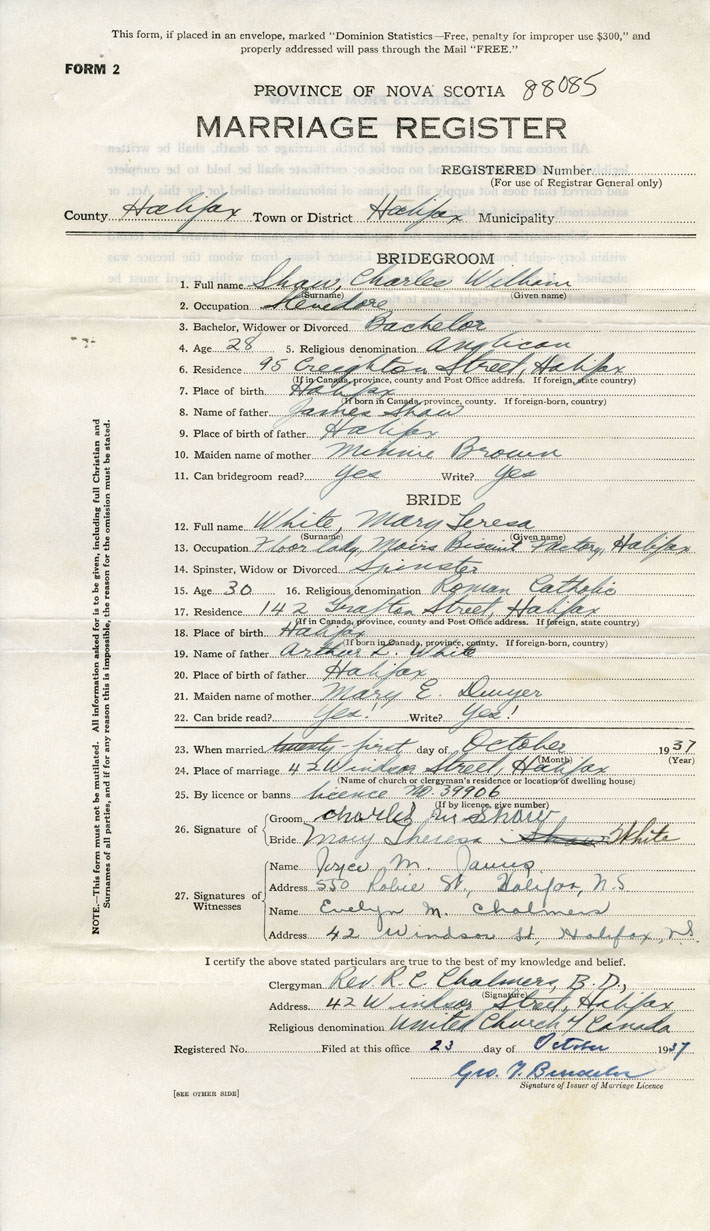 This form, if placed in an envelope, marked "Dominion Statistics—Free, penalty for improper use $300," and
properly addressed will pass through the Mail "FREE."
FORM 2
PROVINCE OF NOVA SCOTIA 88085
MARRIAGE REGISTER
REGISTERED Number
(For use of Registrar General only)
County Halifax Town or District Halifax Municipality
BRIDEGROOM
1. Full name Shaw, Charles William
(Surname) (Given name)
2. Occupation Stevedore
3. Bachelor, Widower or Divorced Bachelor
4. Age 28 5. Religious denomination Anglican
6. Residence 95 Creighton Street, Halifax
(If in Canada, province, county and Post Office address. If foreign, state country)
7. Place of birth Halifax
(If born in Canada, province, county. If foreign-born, country)
8. Name of father James Shaw
9. Place of birth of father Halifax
10. Maiden name of mother Minnie Brown
11. Can bridegroom read? Yes Write? Yes
BRIDE
12. Full name White, Mary Teresa
(Surname) (Given name)
13. Occupation Floor lady, Moirs Biscuit Factory, Halifax
14. Spinster, Widow or Divorced Spinster
15. Age 30 16. Religious denomination Roman Catholic
17. Residence 142 Grafton Street, Halifax
(If in Canada, province, county and Post Office address. If foreign, state country)
18. Place of birth Halifax
(If born in Canada, province, county. If foreign-born, country)
19. Name of father Arthur L. White
20. Place of birth of father Halifax
21. Maiden name of mother Mary E. Dwyer
22. Can bride read? Yes! Write? Yes!
23. When married twenty-first day of October 1937
(Month) (Year)
24. Place of marriage 42 Windsor Street, Halifax
(Name of church or clergyman's residence or location of dwelling house)
25. By licence or banns licence No. 39906
(If by licence, give number)
26. Signature of
Groom Charles Wm Shaw
Bride Mary Theresa Shaw White
27. Signatures of Witnesses
Name Joyce M.
Address 550 Robie St., Halifax, N.S
Name Evelyn M. Chalmers
Address 42 Windsor St, Halifax, N.S.
I certify the above stated particulars are true to the best of my knowledge and belief.
Clergyman Rev. R. C. Chalmers, B.D.,
(Signature)
Address 42 Windsor Street, Halifax
Religious denomination United Church of Canada
Registered No. Filed at this office 23 day of October 1937
Geo.
Signature of Issuer of Marriage Licence
[SEE OTHER SIDE]
NOTE.—This form must not be mutilated. All information asked for is to be given, including full Christian and
Surnames of all parties, and if for any reason this is impossible, the reason for the omission must be stated.